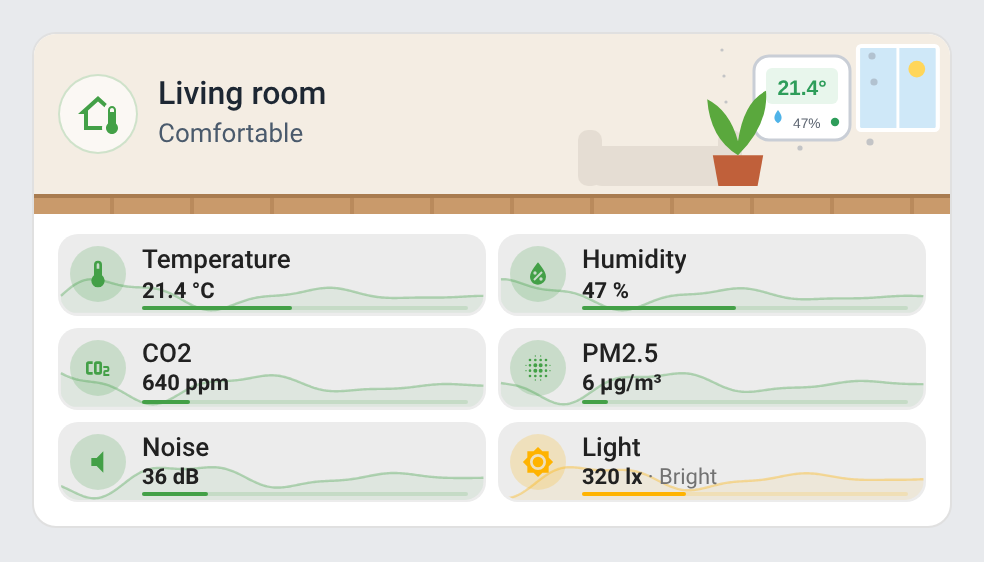 Living room
Comfortable
21.4°
47%
Temperature
21.4 °C
Humidity
47 %
CO2
CO2
640 ppm
PM2.5
6 µg/m³
Noise
36 dB
Light
320 lx · Bright